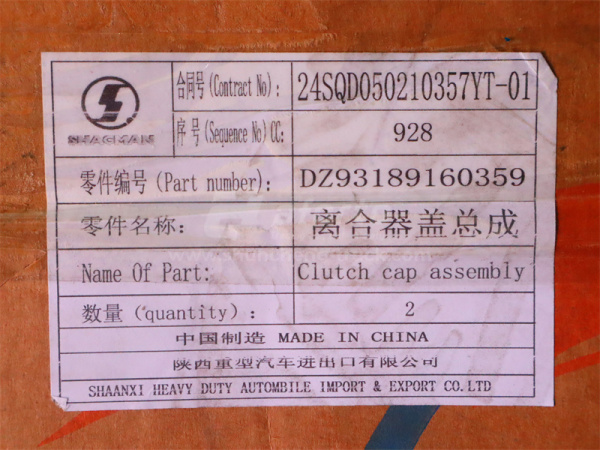 SHACMAN
合同号(Contract No): 24SQD050210357YT-01
序号(Sequence No)CC: 928
零件编号(Part number): DZ93189160359
零件名称: 离合器盖总成
Name Of Part: Clutch cap assembly
数量(quantity): 2
中国制造 MADE IN CHINA
陕西重型汽车进出口有限公司
SHAANXI HEAVY DUTY AUTOMBILE IMPORT & EXPORT CO.LTD